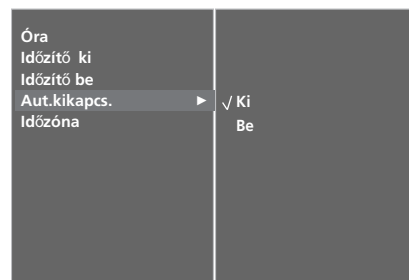 Óra
Időzítő ki
Időzítő be
Aut.kikapcs. ►
Időzóna
√ Ki
Be